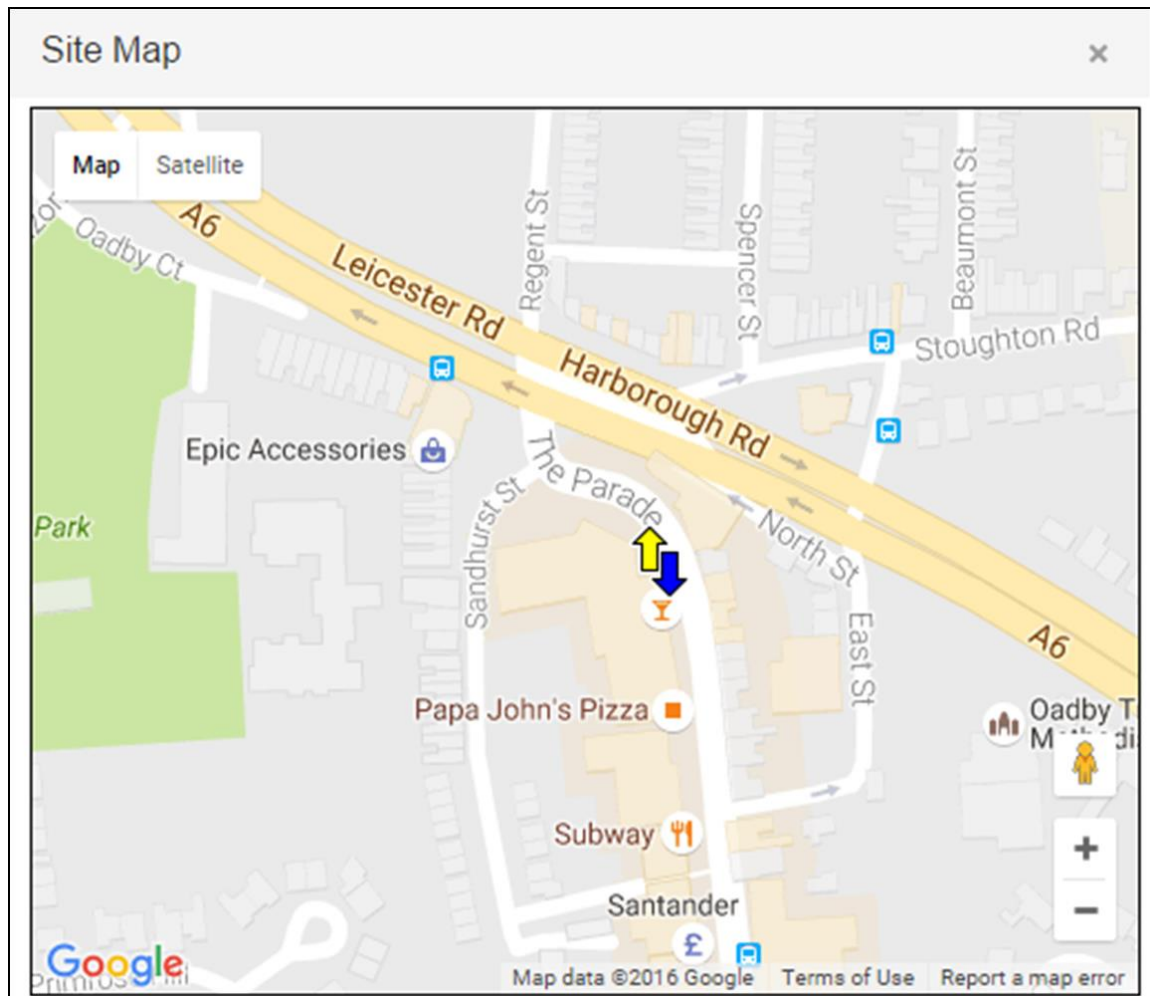 Site Map
×
Map Satellite
A6
Oadby Ct
Leicester Rd
Regent St
Spencer St
Beaumont St
Stoughton Rd
Harborough Rd
Epic Accessories
The Parade
Park
Sandhurst St
North St
East St
A6
Papa John's Pizza
Oadby T
Methodi
Subway
Santander
£
+
−
Google
Map data ©2016 Google Terms of Use Report a map error